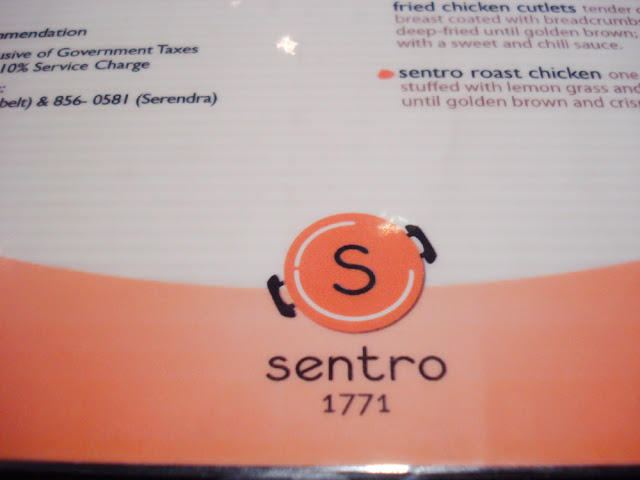 mmendation
usive of Government Taxes
10% Service Charge
belt) & 856- 0581 (Serendra)
fried chicken cutlets tender
breast coated with breadcrumbs
deep-fried until golden brown;
with a sweet and chill sauce.
sentro roast chicken one
stuffed with lemon grass and
until golden brown and cris
S
sentro
1771